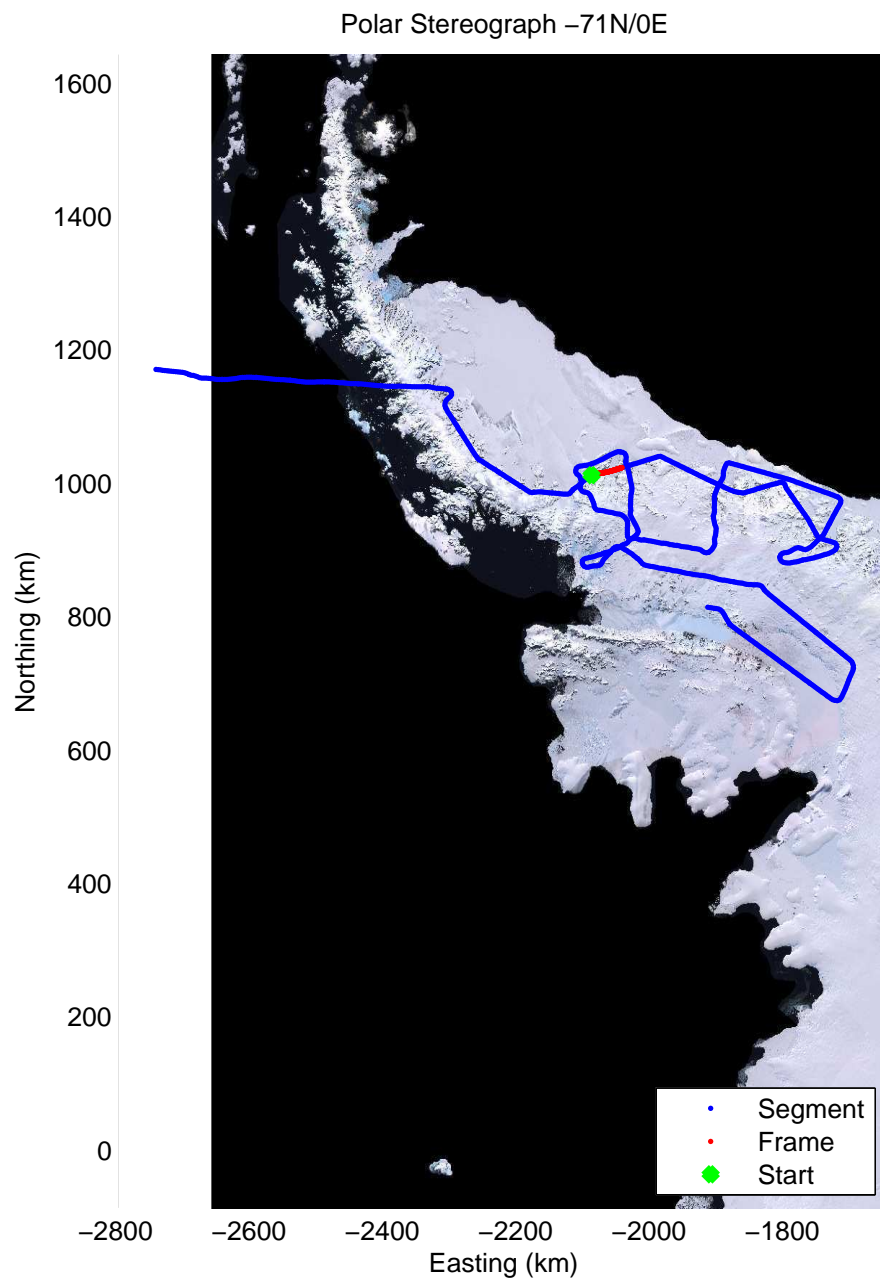 Polar Stereograph −71N/0E
1600
1400
1200
1000
800
600
400
200
0
Northing (km)
−2800 −2600 −2400 −2200 −2000 −1800
Easting (km)
Segment
Frame
Start